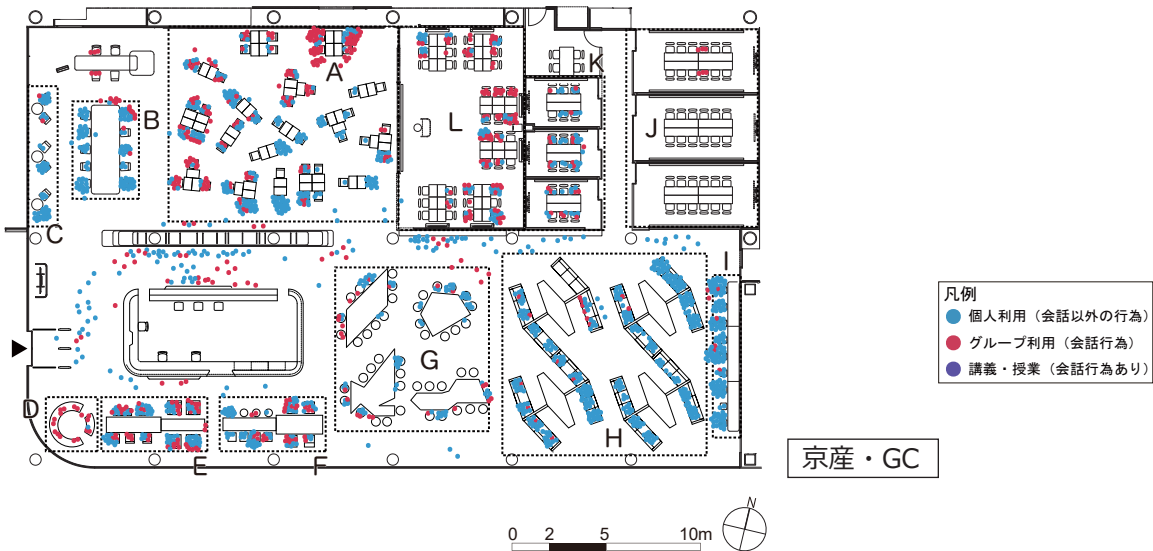 A
B
C
D
E
F
G
H
I
J
K
L
凡例
個人利用（会話以外の行為）
グループ利用（会話行為）
講義・授業（会話行為あり）
京産・GC
0 2 5 10m
N